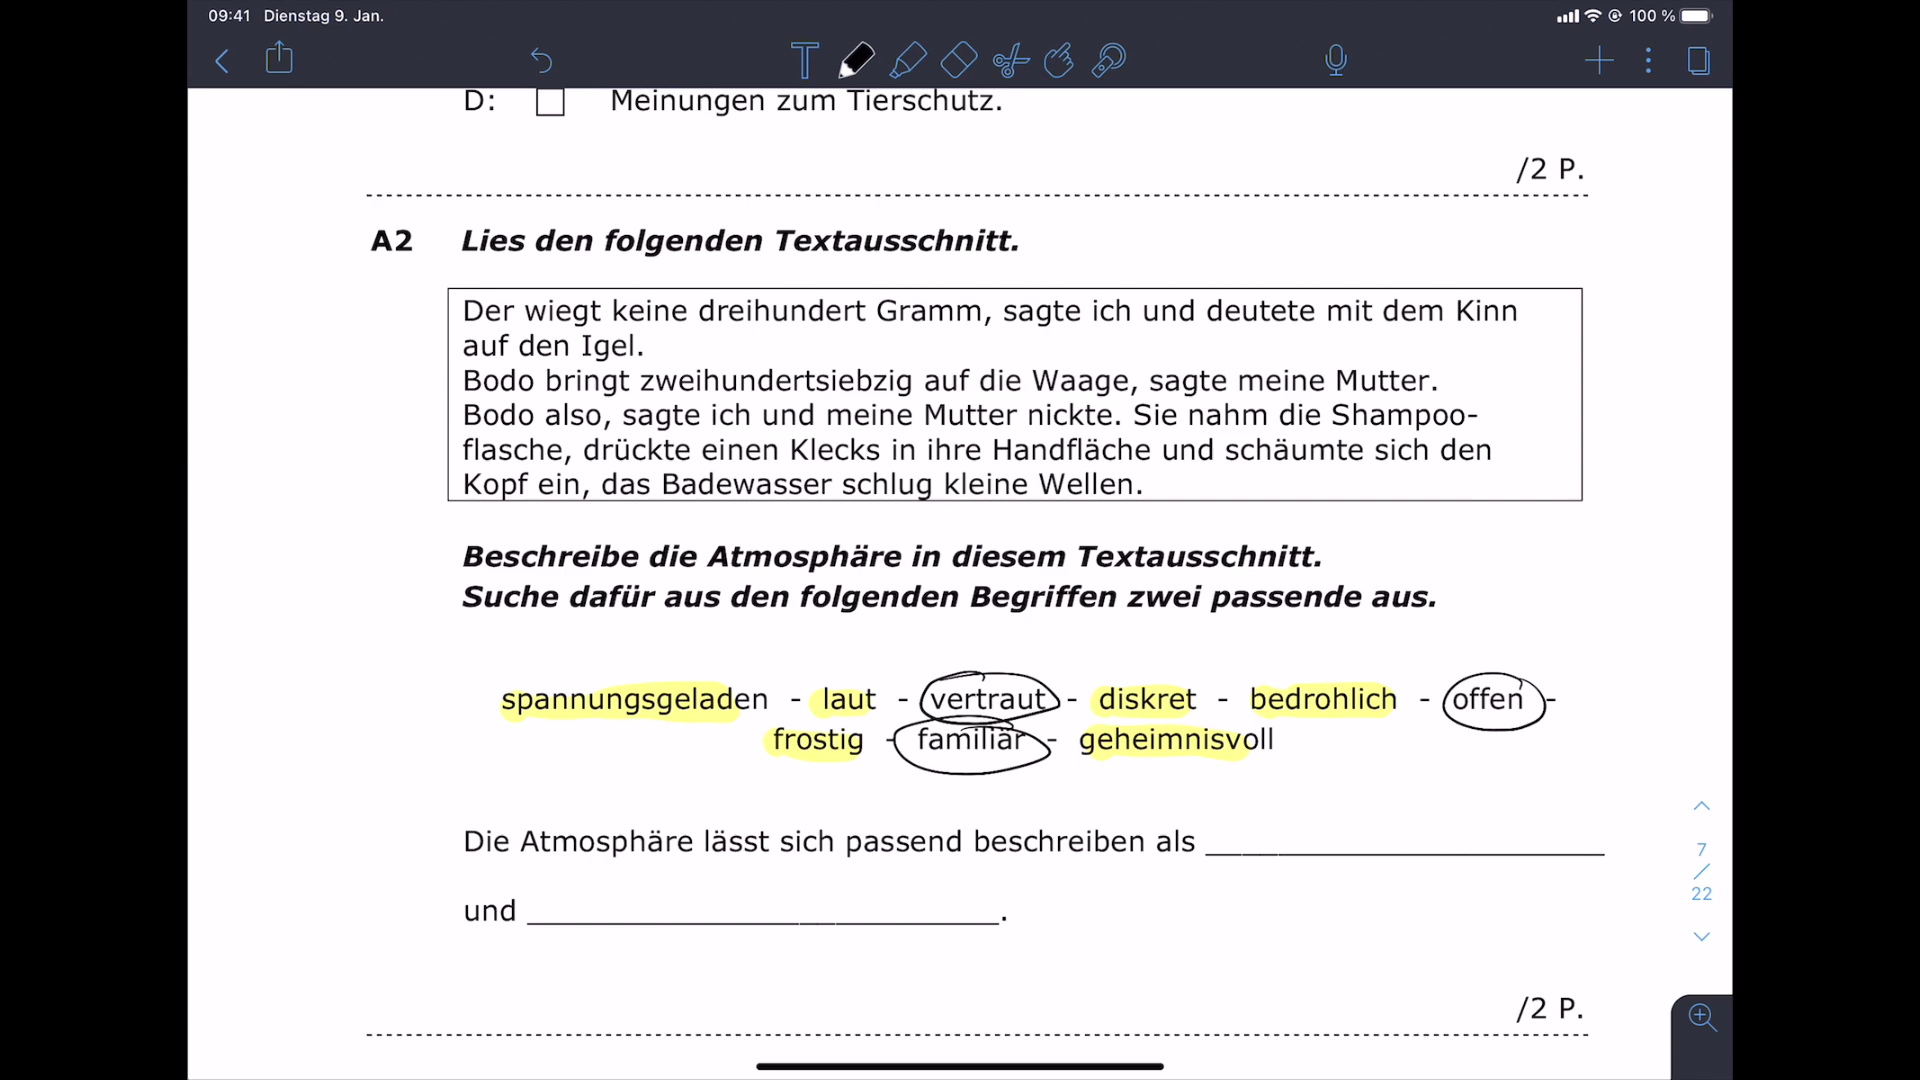 09:41 Dienstag 9. Jan.
100 %
D: Meinungen zum Tierschutz.
/2 P.
A2 Lies den folgenden Textausschnitt.
Der wiegt keine dreihundert Gramm, sagte ich und deutete mit dem Kinn
auf den Igel.
Bodo bringt zweihundertsiebzig auf die Waage, sagte meine Mutter.
Bodo also, sagte ich und meine Mutter nickte. Sie nahm die Shampoo-
flasche, drückte einen Klecks in ihre Handfläche und schäumte sich den
Kopf ein, das Badewasser schlug kleine Wellen.
Beschreibe die Atmosphäre in diesem Textausschnitt.
Suche dafür aus den folgenden Begriffen zwei passende aus.
spannungsgeladen - laut - vertraut - diskret - bedrohlich - offen -
frostig - familiär - geheimnisvoll
Die Atmosphäre lässt sich passend beschreiben als ____________________
und ____________________.
7
/
22
/2 P.